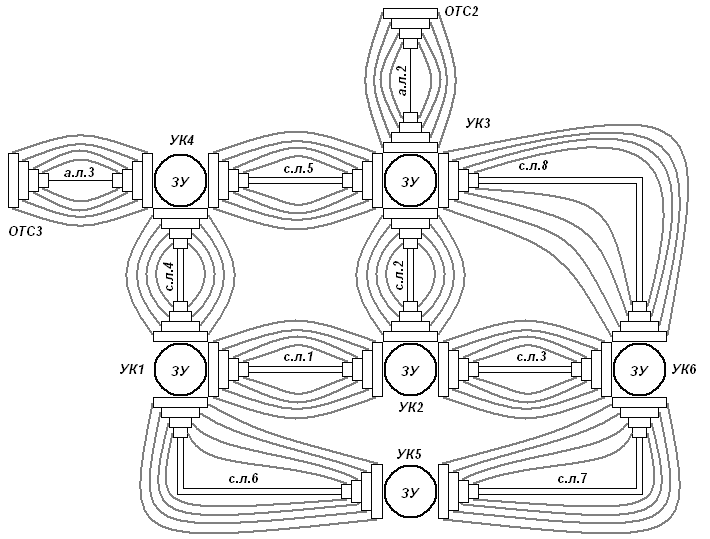 ОТС2
а.л.2
УК4
УК3
а.л.3
ЗУ
с.л.5
ЗУ
с.л.8
ОТС3
с.л.4
с.л.2
УК1
ЗУ
с.л.1
ЗУ
с.л.3
ЗУ
УК6
УК2
УК5
с.л.6
ЗУ
с.л.7